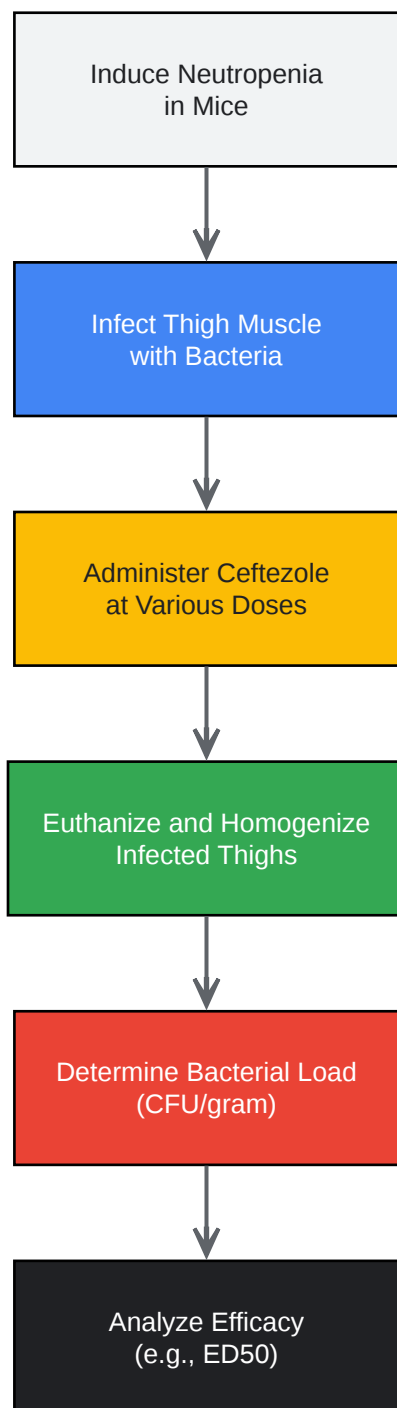 Induce Neutropenia
in Mice
Infect Thigh Muscle
with Bacteria
Administer Ceftezole
at Various Doses
Euthanize and Homogenize
Infected Thighs
Determine Bacterial Load
(CFU/gram)
Analyze Efficacy
(e.g., ED50)